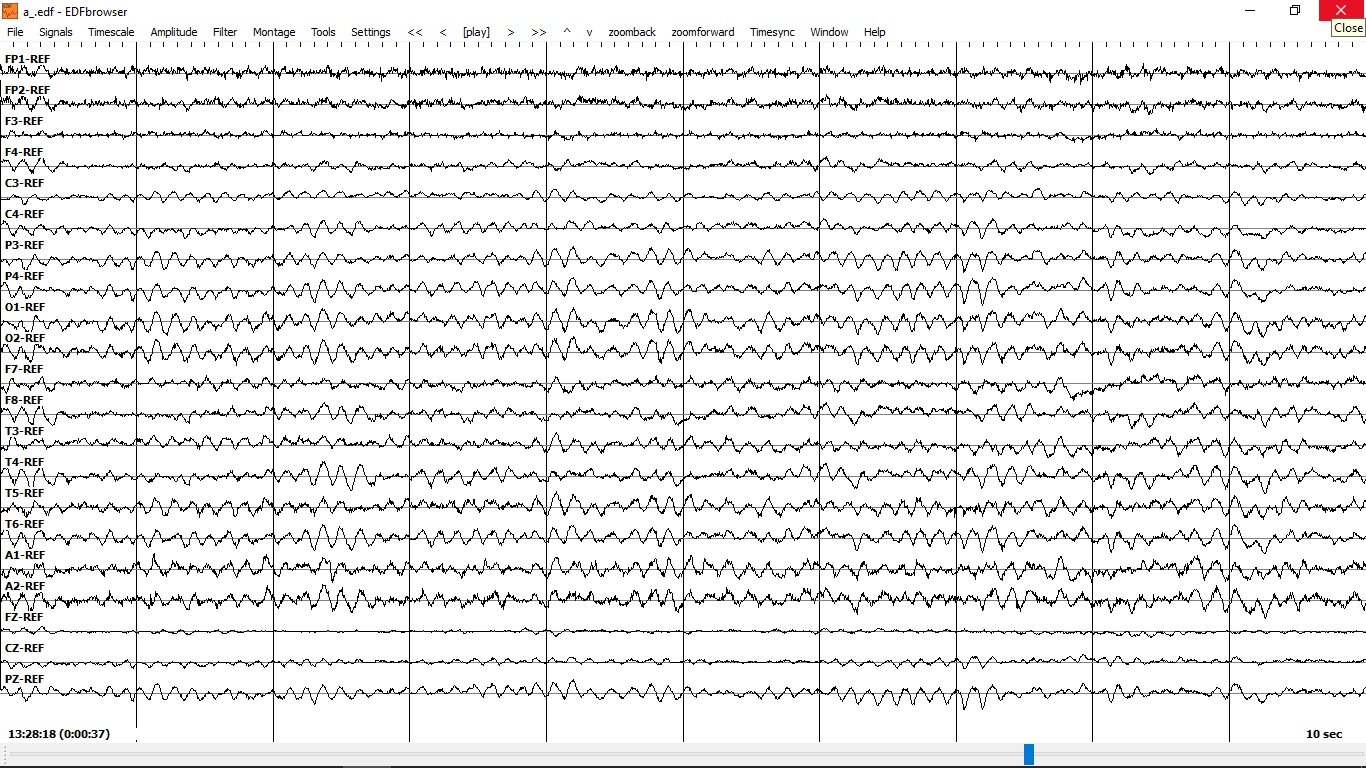 a_.edf - EDFbrowser
Close
File Signals Timescale Amplitude Filter Montage Tools Settings << < [play] > >> ^ v zoomback zoomforward Timesync Window Help
FP1-REF
FP2-REF
F3-REF
F4-REF
C3-REF
C4-REF
P3-REF
P4-REF
O1-REF
O2-REF
F7-REF
F8-REF
T3-REF
T4-REF
T5-REF
T6-REF
A1-REF
A2-REF
FZ-REF
CZ-REF
PZ-REF
13:28:18 (0:00:37) 10 sec